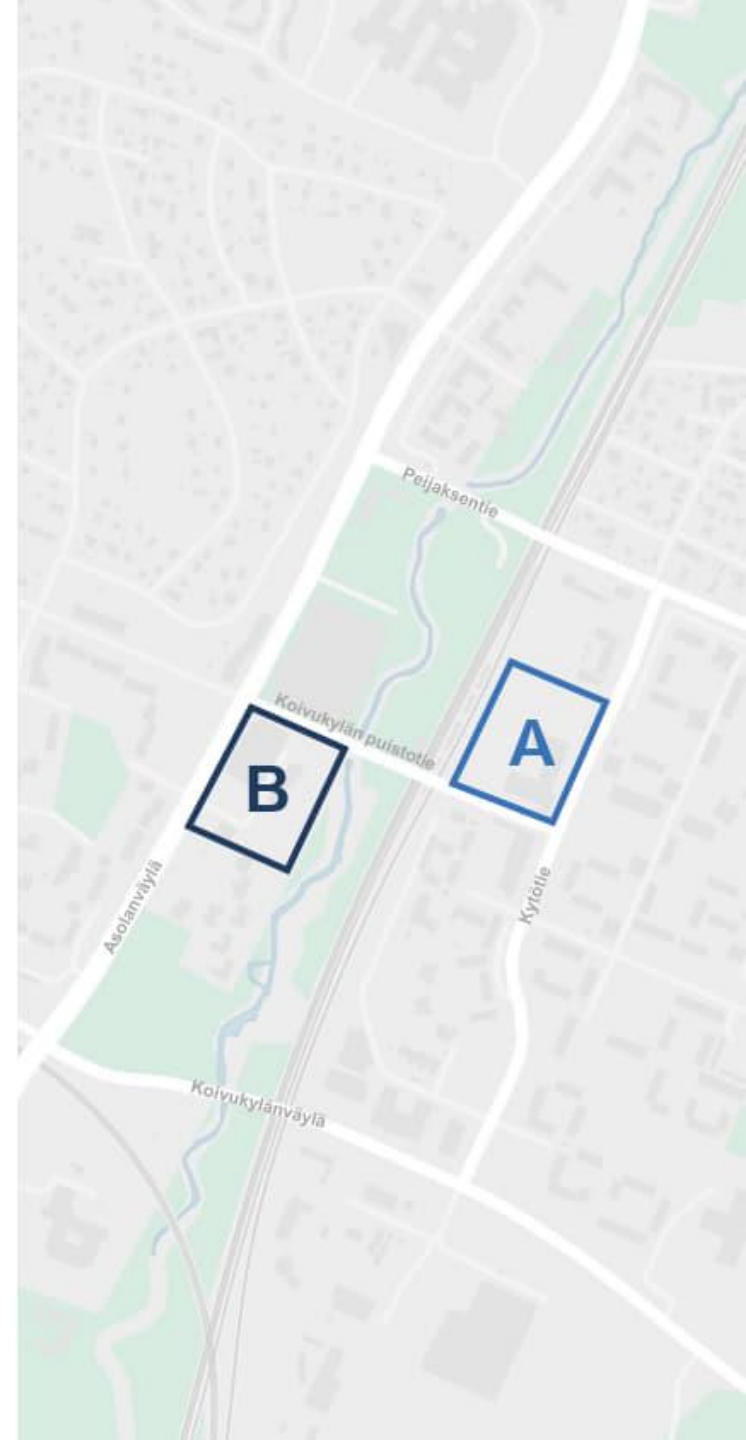 Peijaksentie
Koivukylän puistotie
A
B
Asolanväylä
Kytötie
Koivukylänväylä